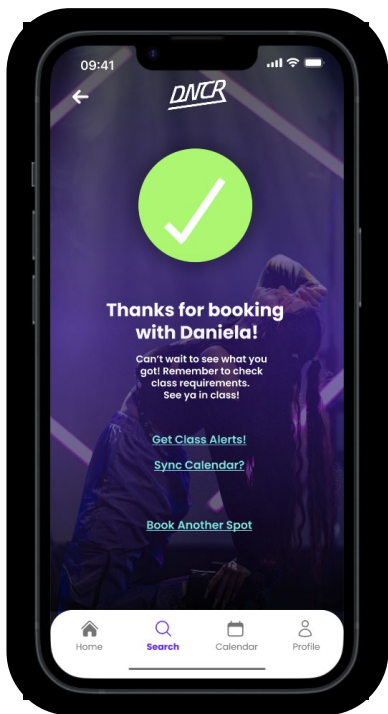 09:41
DNCR
Thanks for booking
with Daniela!
Can't wait to see what you
got! Remember to check
class requirements.
See ya in class!
Get Class Alerts!
Sync Calendar?
Book Another Spot
Home Search Calendar Profile